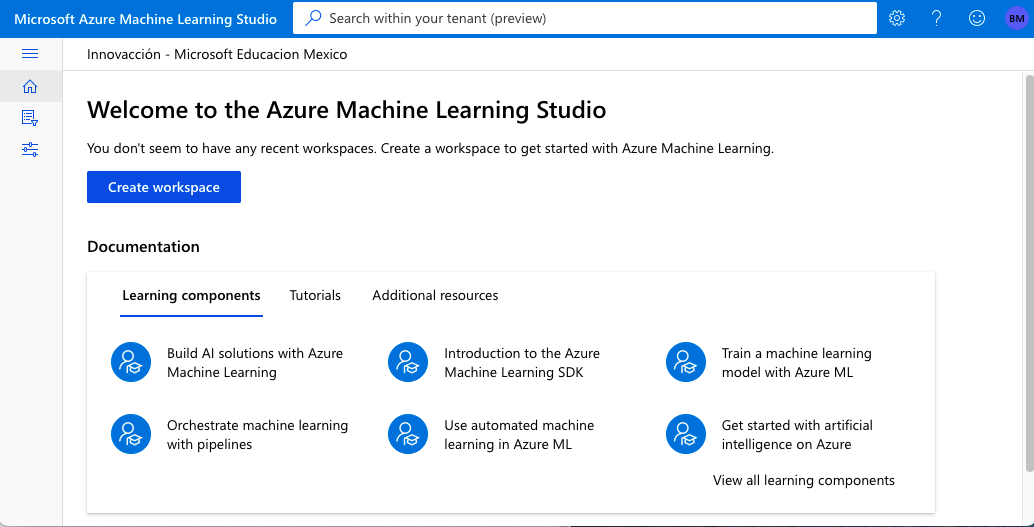 Microsoft Azure Machine Learning Studio
Search within your tenant (preview)
BM
Innovacción - Microsoft Educacion Mexico
Welcome to the Azure Machine Learning Studio
You don't seem to have any recent workspaces. Create a workspace to get started with Azure Machine Learning.
Create workspace
Documentation
Learning components
Tutorials
Additional resources
Build AI solutions with Azure
Machine Learning
Introduction to the Azure
Machine Learning SDK
Train a machine learning
model with Azure ML
Orchestrate machine learning
with pipelines
Use automated machine
learning in Azure ML
Get started with artificial
intelligence on Azure
View all learning components